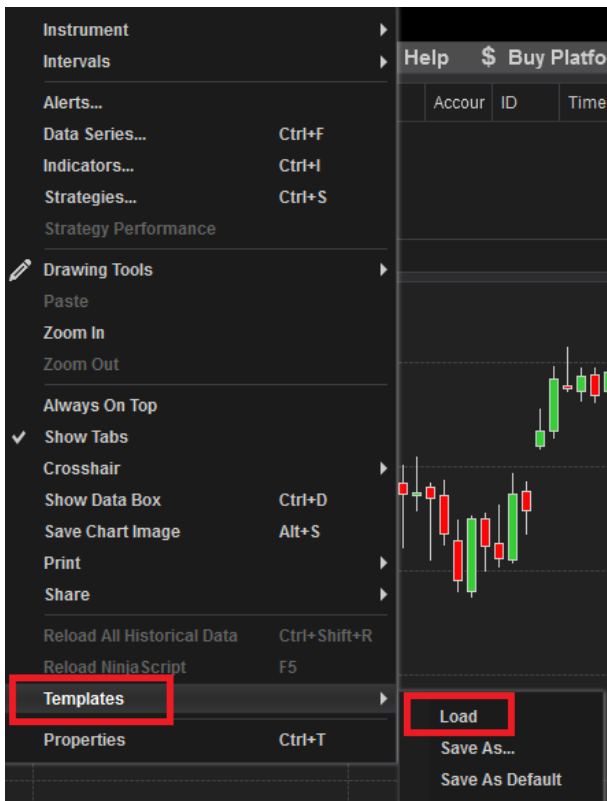 Instrument
Intervals
Help $ Buy Platfo
Alerts...
Accour ID Time
Data Series... Ctrl+F
Indicators... Ctrl+I
Strategies... Ctrl+S
Strategy Performance
Drawing Tools
Paste
Zoom In
Zoom Out
Always On Top
Show Tabs
Crosshair
Show Data Box Ctrl+D
Save Chart Image Alt+S
Print
Share
Reload All Historical Data Ctrl+Shift+R
Reload NinjaScript F5
Templates
Load
Properties Ctrl+T
Save As...
Save As Default